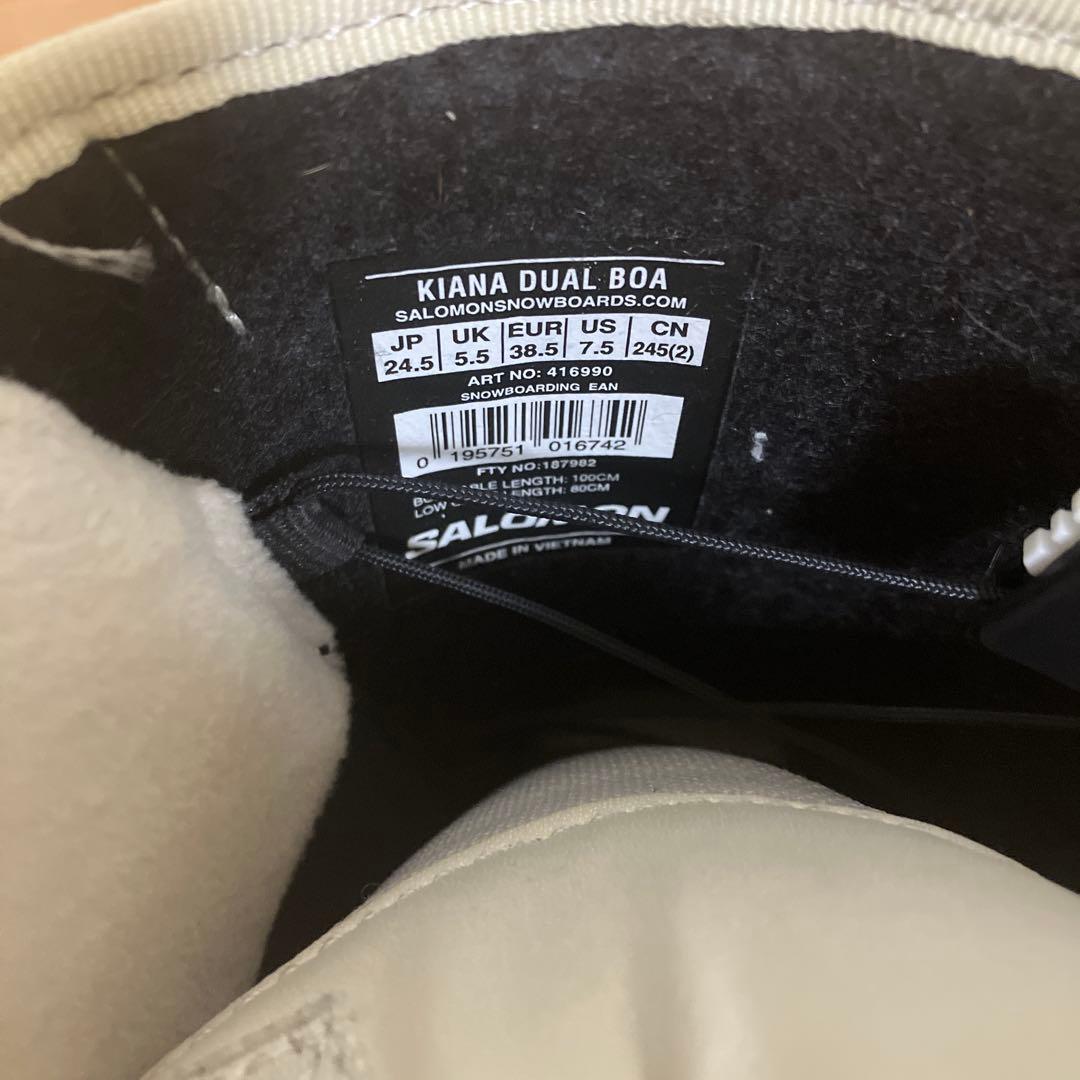 KIANA DUAL BOA
SALOMONSNOWBOARDS.COM
JP UK EUR US CN
24.5 5.5 38.5 7.5 245(2)
ART NO: 416990
SNOWBOARDING EAN
0 195751 016742
FTY NO:187982
LENGTH: 100CM
LOW LENGTH: 80CM
SALOMON
MADE IN VIETNAM